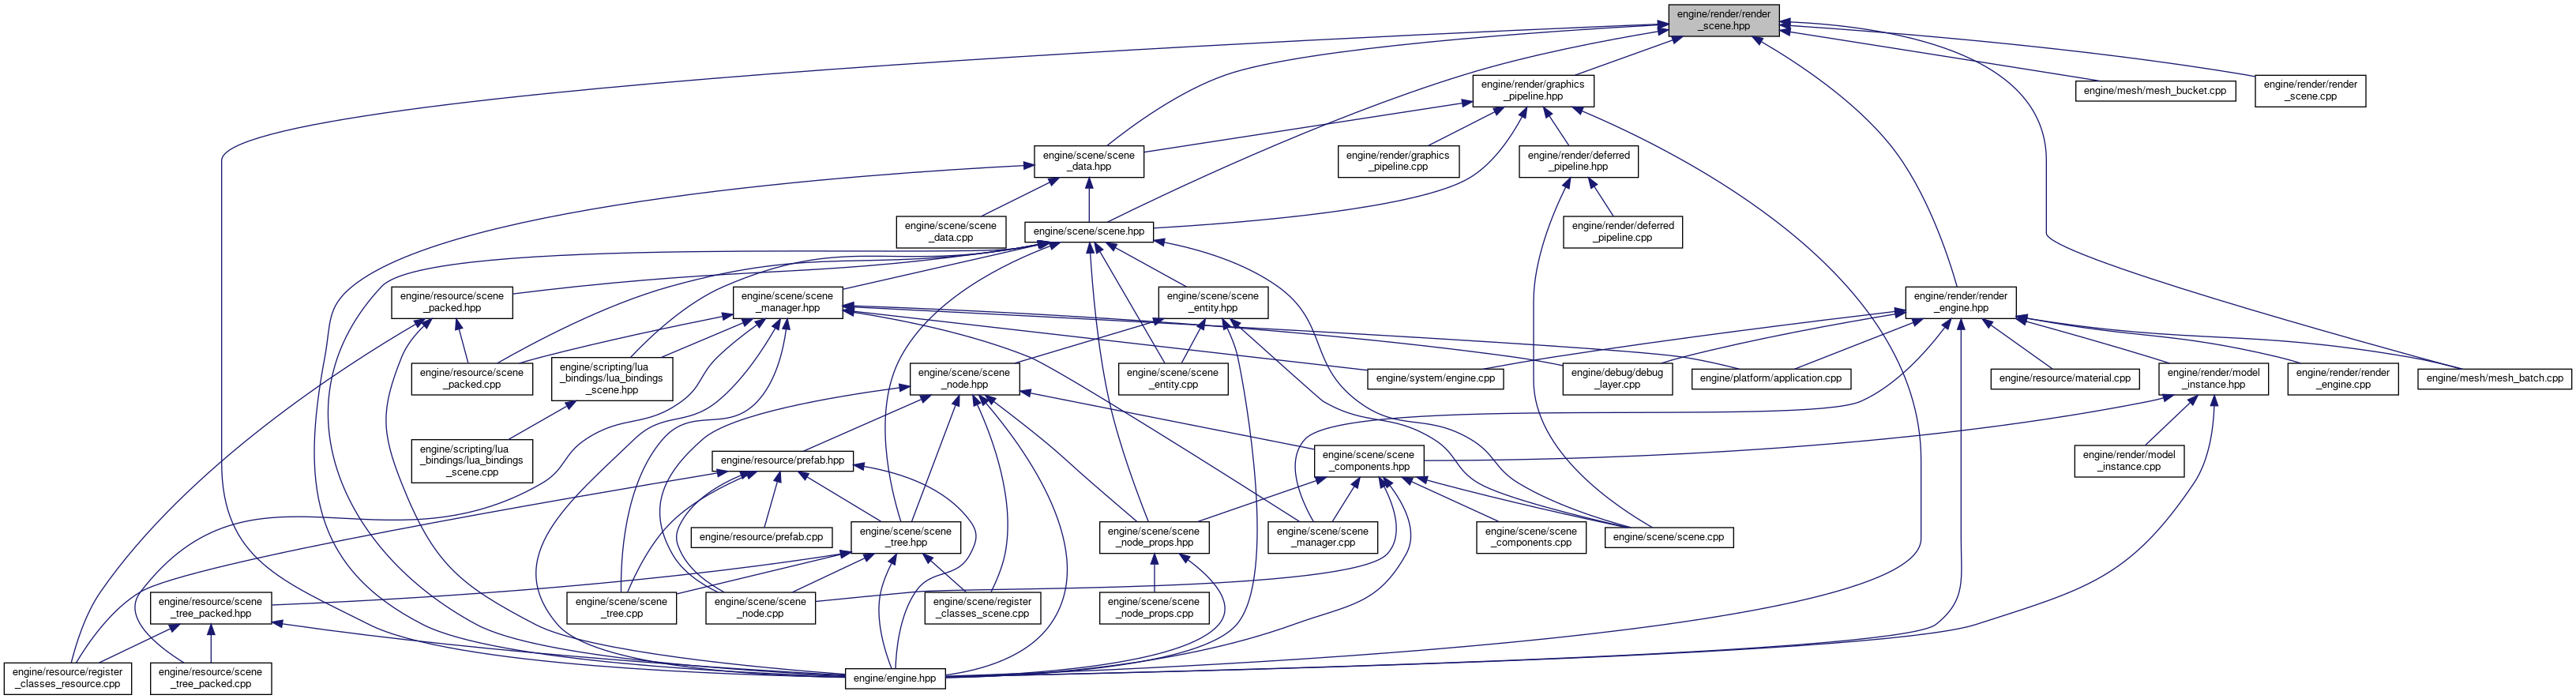 engine/render/render
_scene.hpp
engine/render/graphics
_pipeline.hpp
engine/mesh/mesh_bucket.cpp
engine/render/render
_scene.cpp
engine/scene/scene
_data.hpp
engine/render/graphics
_pipeline.cpp
engine/render/deferred
_pipeline.hpp
engine/scene/scene
_data.cpp
engine/scene/scene.hpp
engine/render/deferred
_pipeline.cpp
engine/resource/scene
_packed.hpp
engine/scene/scene
_manager.hpp
engine/scene/scene
_entity.hpp
engine/render/render
_engine.hpp
engine/resource/scene
_packed.cpp
engine/scripting/lua
_bindings/lua_bindings
_scene.hpp
engine/scene/scene
_node.hpp
engine/scene/scene
_entity.cpp
engine/system/engine.cpp
engine/debug/debug
_layer.cpp
engine/platform/application.cpp
engine/resource/material.cpp
engine/render/model
_instance.hpp
engine/render/render
_engine.cpp
engine/mesh/mesh_batch.cpp
engine/scripting/lua
_bindings/lua_bindings
_scene.cpp
engine/resource/prefab.hpp
engine/scene/scene
_components.hpp
engine/render/model
_instance.cpp
engine/resource/prefab.cpp
engine/scene/scene
_tree.hpp
engine/scene/scene
_node_props.hpp
engine/scene/scene
_manager.cpp
engine/scene/scene
_components.cpp
engine/scene/scene.cpp
engine/resource/scene
_tree_packed.hpp
engine/scene/scene
_tree.cpp
engine/scene/scene
_node.cpp
engine/scene/register
_classes_scene.cpp
engine/scene/scene
_node_props.cpp
engine/resource/register
_classes_resource.cpp
engine/resource/scene
_tree_packed.cpp
engine/engine.hpp